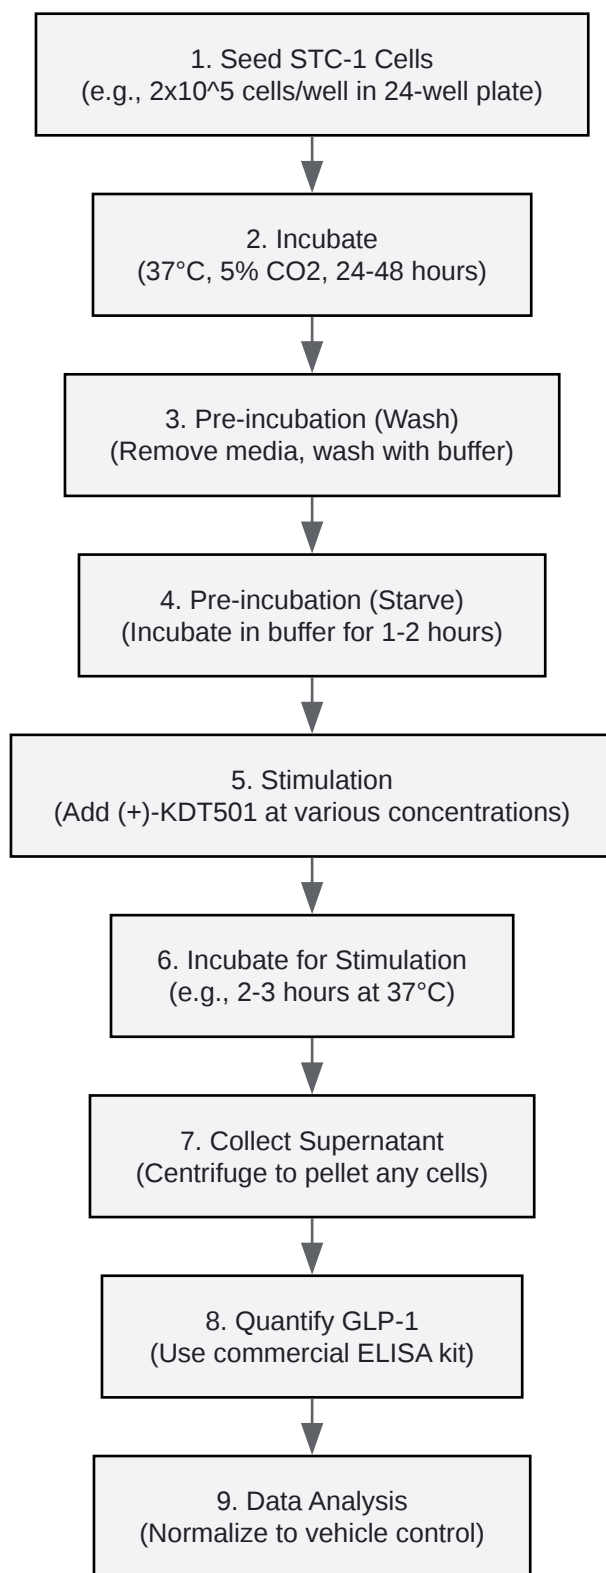 1. Seed STC-1 Cells
(e.g., 2x10^5 cells/well in 24-well plate)
2. Incubate
(37°C, 5% CO2, 24-48 hours)
3. Pre-incubation (Wash)
(Remove media, wash with buffer)
4. Pre-incubation (Starve)
(Incubate in buffer for 1-2 hours)
5. Stimulation
(Add (+)-KDT501 at various concentrations)
6. Incubate for Stimulation
(e.g., 2-3 hours at 37°C)
7. Collect Supernatant
(Centrifuge to pellet any cells)
8. Quantify GLP-1
(Use commercial ELISA kit)
9. Data Analysis
(Normalize to vehicle control)